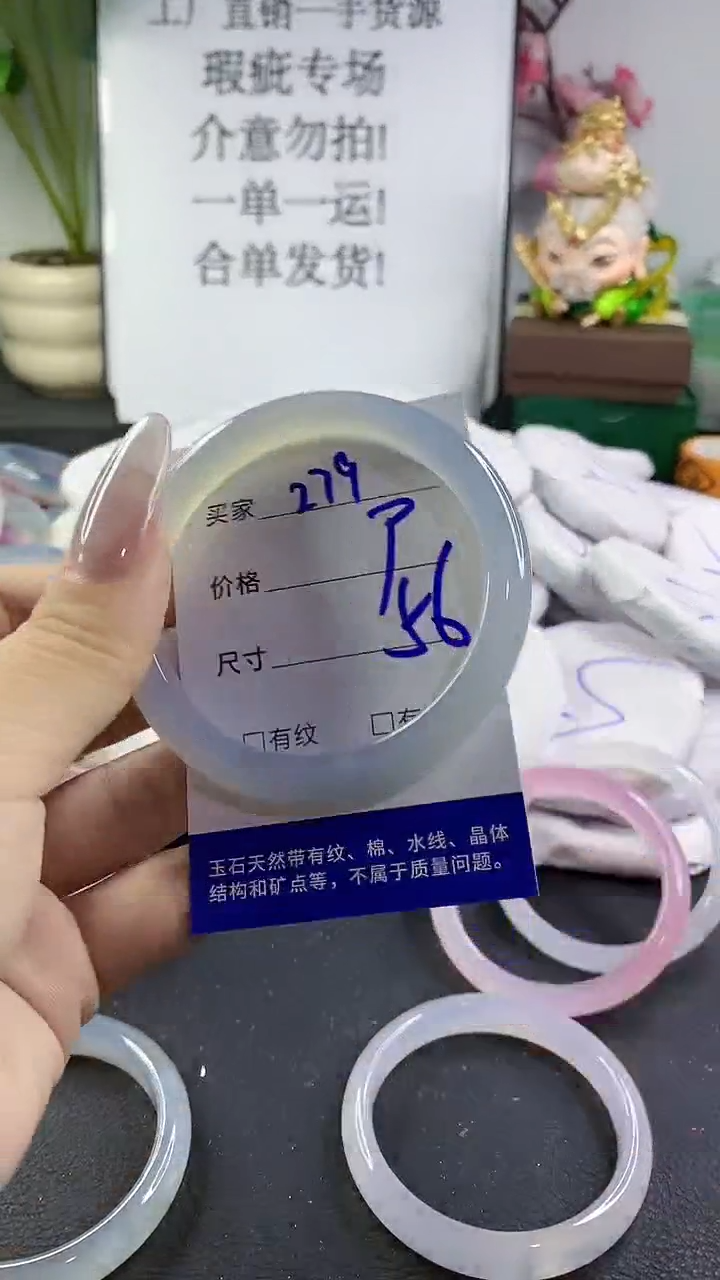 工厂直销一手货源
瑕疵专场
介意勿拍!
一单一运!
合单发货!
买家 279
价格
尺寸 56
□有纹 □有
玉石天然带有纹、棉、水线、晶体
结构和矿点等，不属于质量问题。